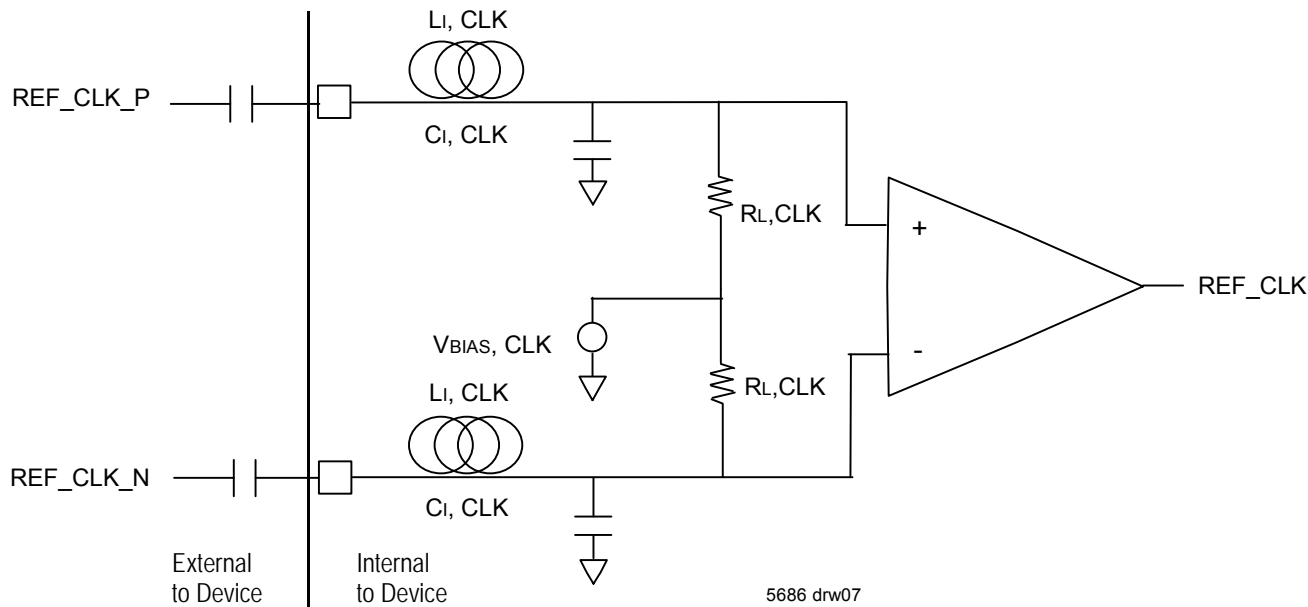 LI, CLK
REF_CLK_P
CI, CLK
RL,CLK
+
REF_CLK
VBIAS, CLK
-
RL,CLK
LI, CLK
REF_CLK_N
CI, CLK
External
to Device
Internal
to Device
5686 drw07